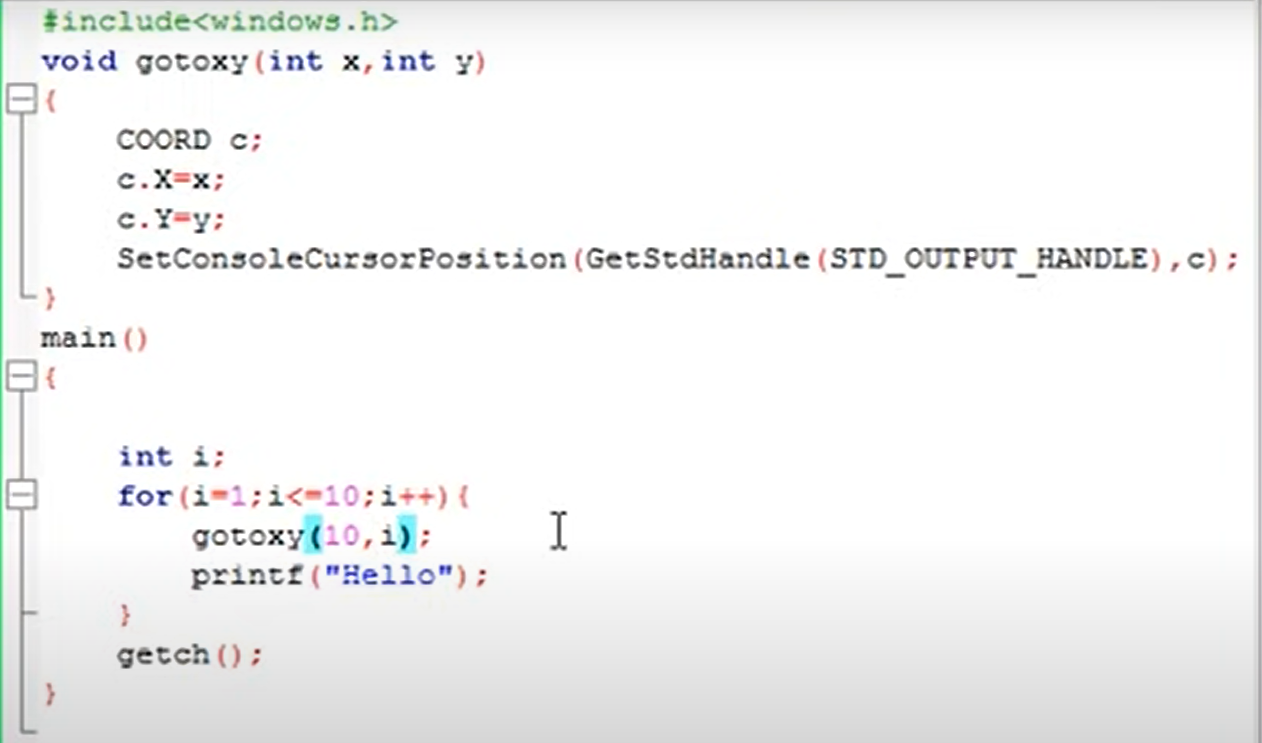 #include<windows.h>
void gotoxy(int x,int y)
{
COORD c;
c.X=x;
c.Y=y;
SetConsoleCursorPosition(GetStdHandle(STD_OUTPUT_HANDLE),c);
}
main()
{
int i;
for(i=1;i<=10;i++){
gotoxy(10,i);
printf("Hello");
}
getch();
}